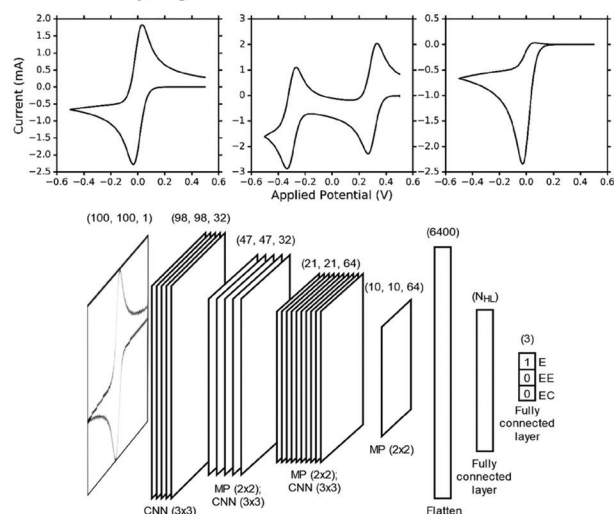 2.0
1.5
1.0
0.5
0.0
−0.5
−1.0
−1.5
−2.0
−2.5
−0.6 −0.4 −0.2 0.0 0.2 0.4 0.6
Current (mA)
3
2
1
0
−1
−2
−3
−0.6 −0.4 −0.2 0.0 0.2 0.4 0.6
Applied Potential (V)
0.5
0.0
−0.5
−1.0
−1.5
−2.0
−2.5
−0.6 −0.4 −0.2 0.0 0.2 0.4 0.6
(100, 100, 1)
(98, 98, 32)
(47, 47, 32)
(21, 21, 64)
(10, 10, 64)
(6400)
(NHL)
(3)
1 E
0 EE
0 EC
CNN (3x3)
MP (2x2);
CNN (3x3)
MP (2x2);
CNN (3x3)
MP (2x2)
Flatten
Fully
connected
layer
Fully
connected
layer